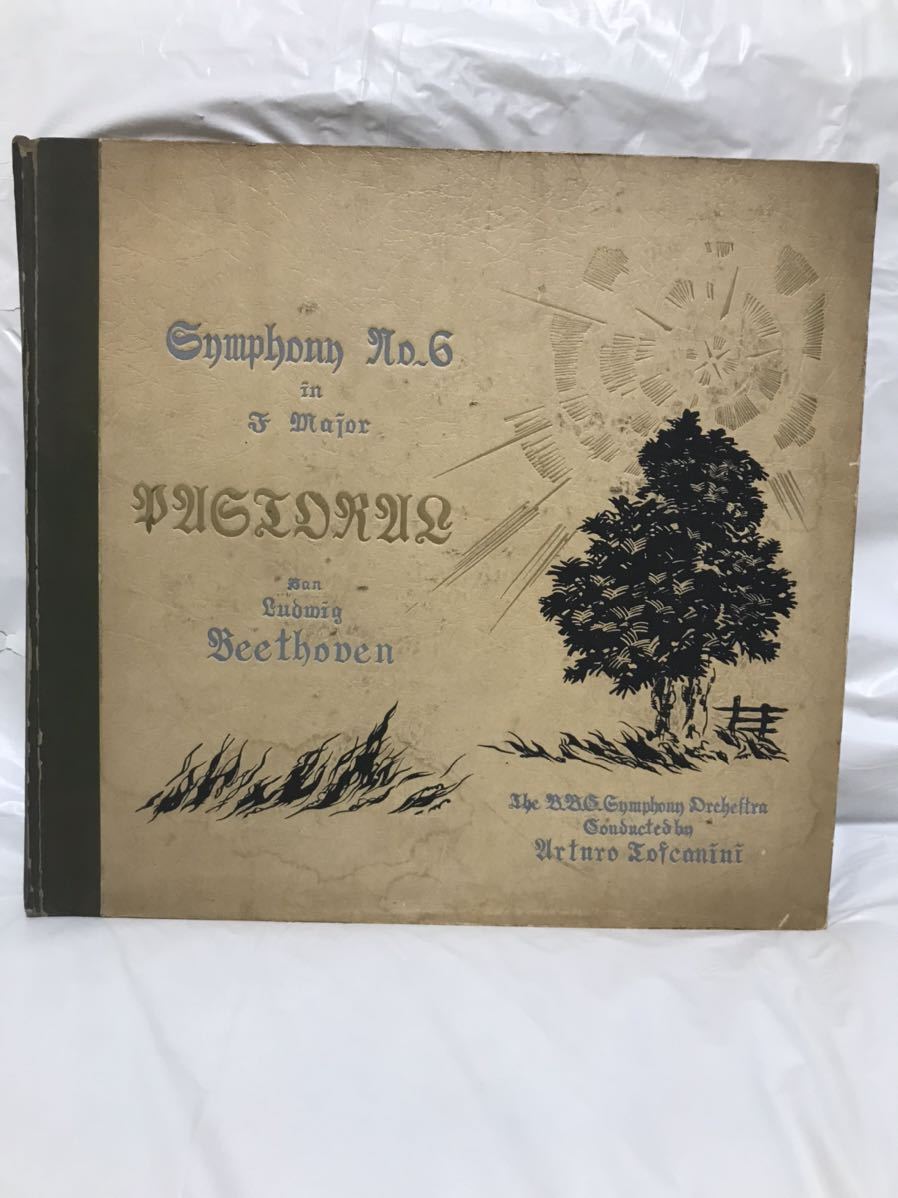 Symphony No.6
in
F Major
PASTORAL
van
Ludwig
Beethoven
The B.B.C. Symphony Orcheſtra
Conducted by
Arturo Toſcanini